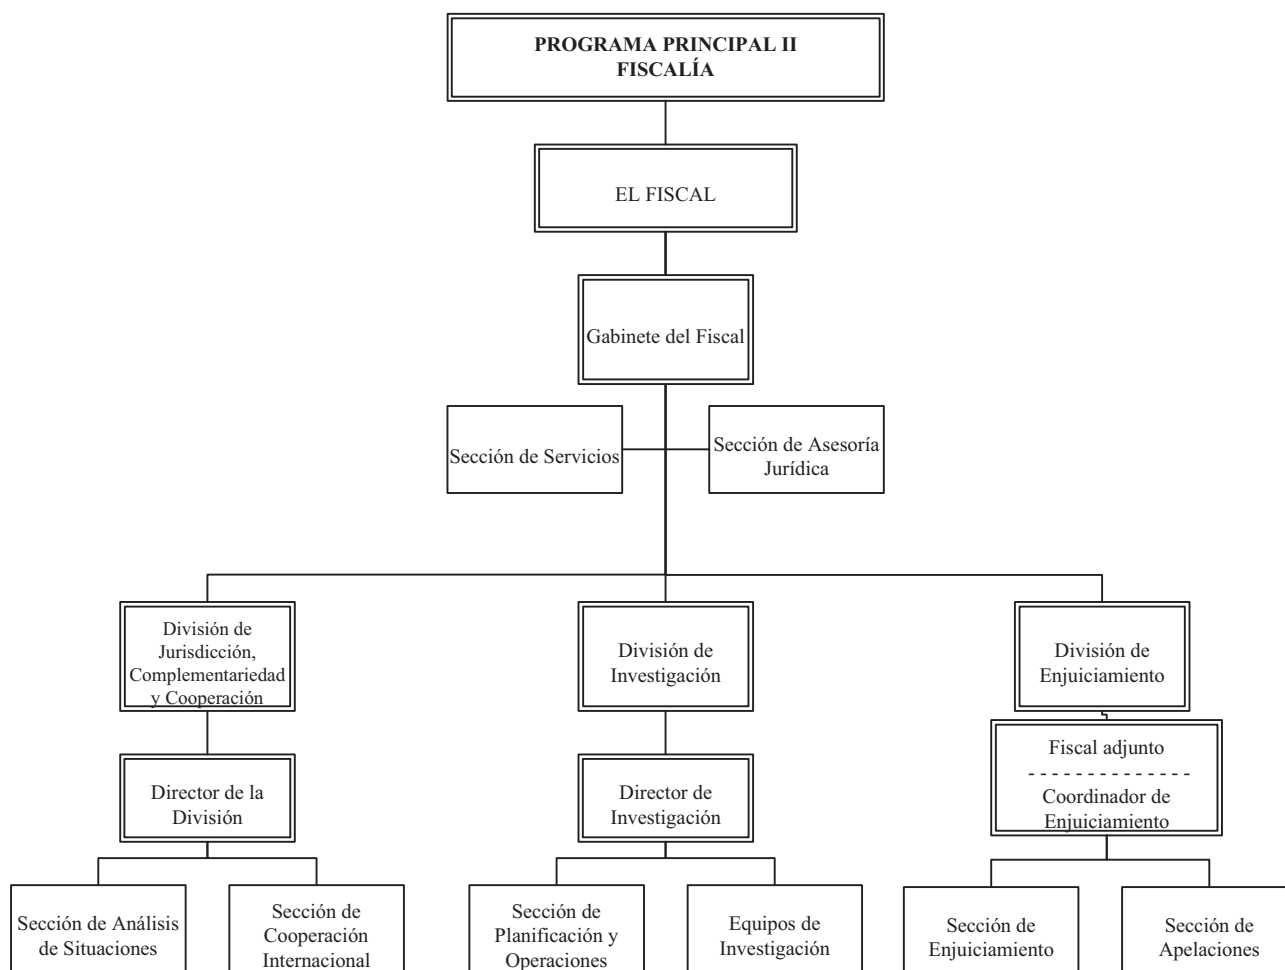 PROGRAMA PRINCIPAL II
FISCALÍA
EL FISCAL
Gabinete del Fiscal
Sección de Servicios
Sección de Asesoría
Jurídica
División de
Jurisdicción,
Complementariedad
y Cooperación
División de
Investigación
División de
Enjuiciamiento
Director de la
División
Director de
Investigación
Fiscal adjunto
- - - - - - - - - - - - - - -
Coordinador de
Enjuiciamiento
Sección de Análisis
de Situaciones
Sección de
Cooperación
Internacional
Sección de
Planificación y
Operaciones
Equipos de
Investigación
Sección de
Enjuiciamiento
Sección de
Apelaciones